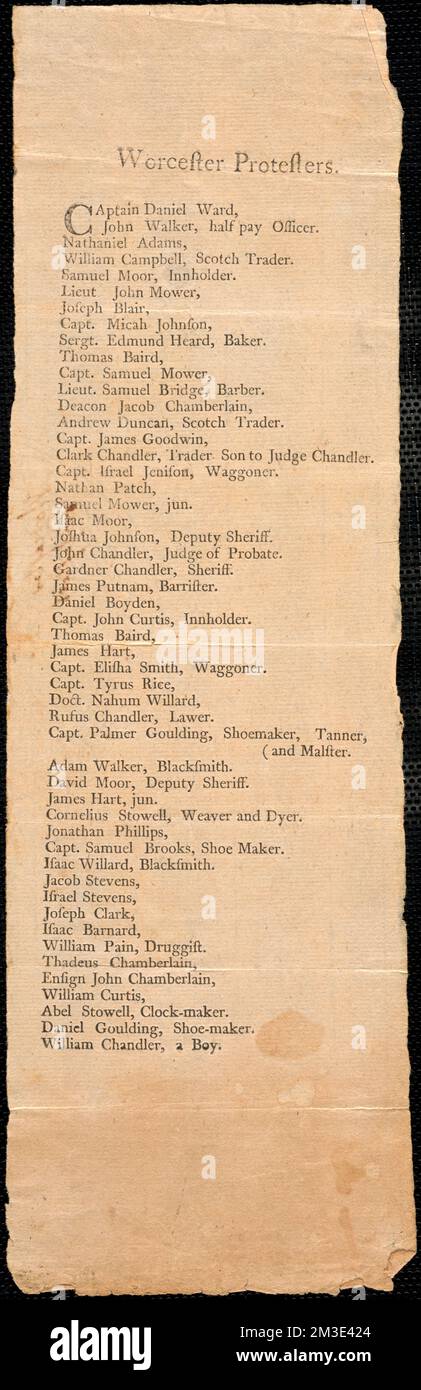 Worceſter Proteſters.
CAptain Daniel Ward,
John Walker, half pay Officer.
Nathaniel Adams,
William Campbell, Scotch Trader.
Samuel Moor, Innholder.
Lieut John Mower,
Joſeph Blair,
Capt. Micah Johnſon,
Sergt. Edmund Heard, Baker.
Thomas Baird,
Capt. Samuel Mower,
Lieut. Samuel Bridge, Barber.
Deacon Jacob Chamberlain,
Andrew Duncan, Scotch Trader.
Capt. James Goodwin,
Clark Chandler, Trader Son to Judge Chandler.
Capt. Iſrael Jeniſon, Waggoner.
Nathan Patch,
Samuel Mower, jun.
Iſaac Moor,
Joſhua Johnſon, Deputy Sheriff.
John Chandler, Judge of Probate.
Gardner Chandler, Sheriff.
James Putnam, Barriſter.
Daniel Boyden,
Capt. John Curtis, Innholder.
Thomas Baird,
James Hart,
Capt. Eliſha Smith, Waggoner.
Capt. Tyrus Rice,
Doct. Nahum Willard,
Rufus Chandler, Lawer.
Capt. Palmer Goulding, Shoemaker, Tanner,
(and Malſter.
Adam Walker, Blackſmith.
David Moor, Deputy Sheriff.
James Hart, jun.
Cornelius Stowell, Weaver and Dyer.
Jonathan Phillips,
Capt. Samuel Brooks, Shoe Maker.
Iſaac Willard, Blackſmith.
Jacob Stevens,
Iſrael Stevens,
Joſeph Clark,
Iſaac Barnard,
William Pain, Druggiſt.
Thadeus Chamberlain,
Enſign John Chamberlain,
William Curtis,
Abel Stowell, Clock-maker.
Daniel Goulding, Shoe-maker.
William Chandler, a Boy.
alamy
Image ID: 2M3E424
www.alamy.com